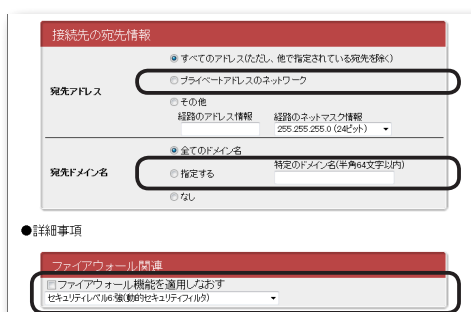 接続先の宛先情報
宛先アドレス
すべてのアドレス(ただし、他で指定されている宛先を除く)
プライベートアドレスのネットワーク
その他
経路のアドレス情報 経路のネットマスク情報
255.255.255.0 (24ビット)
宛先ドメイン名
全てのドメイン名
指定する 特定のドメイン名(半角64文字以内)
なし
●詳細事項
ファイアウォール関連
ファイアウォール機能を適用しなおす
セキュリティレベル6:強(動的セキュリティフィルタ)